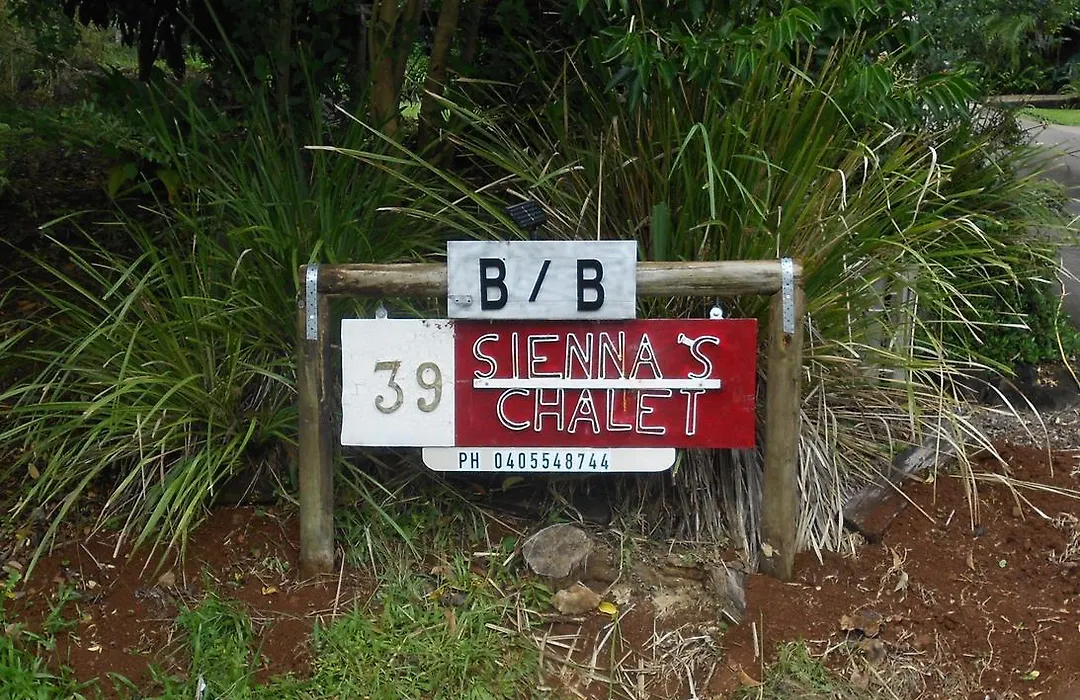 B / B
39
SIENNA'S
CHALET
PH 0405548744